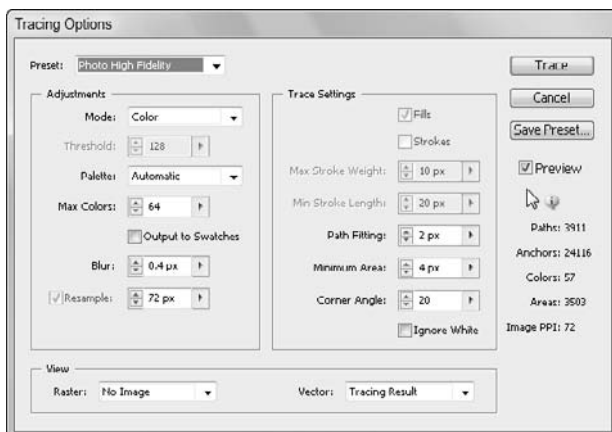 Tracing Options
Preset: Photo High Fidelity
Trace
Cancel
Save Preset...
Preview
Paths: 3911
Anchors: 24116
Colors: 57
Areas: 3503
Image PPI: 72
Adjustments
Mode: Color
Threshold: 128
Palette: Automatic
Max Colors: 64
Output to Swatches
Blur: 0.4 px
Resample: 72 px
Trace Settings
Fills
Strokes
Max Stroke Weight: 10 px
Min Stroke Length: 20 px
Path Fitting: 2 px
Minimum Area: 4 px
Corner Angle: 20
Ignore White
View
Raster: No Image
Vector: Tracing Result